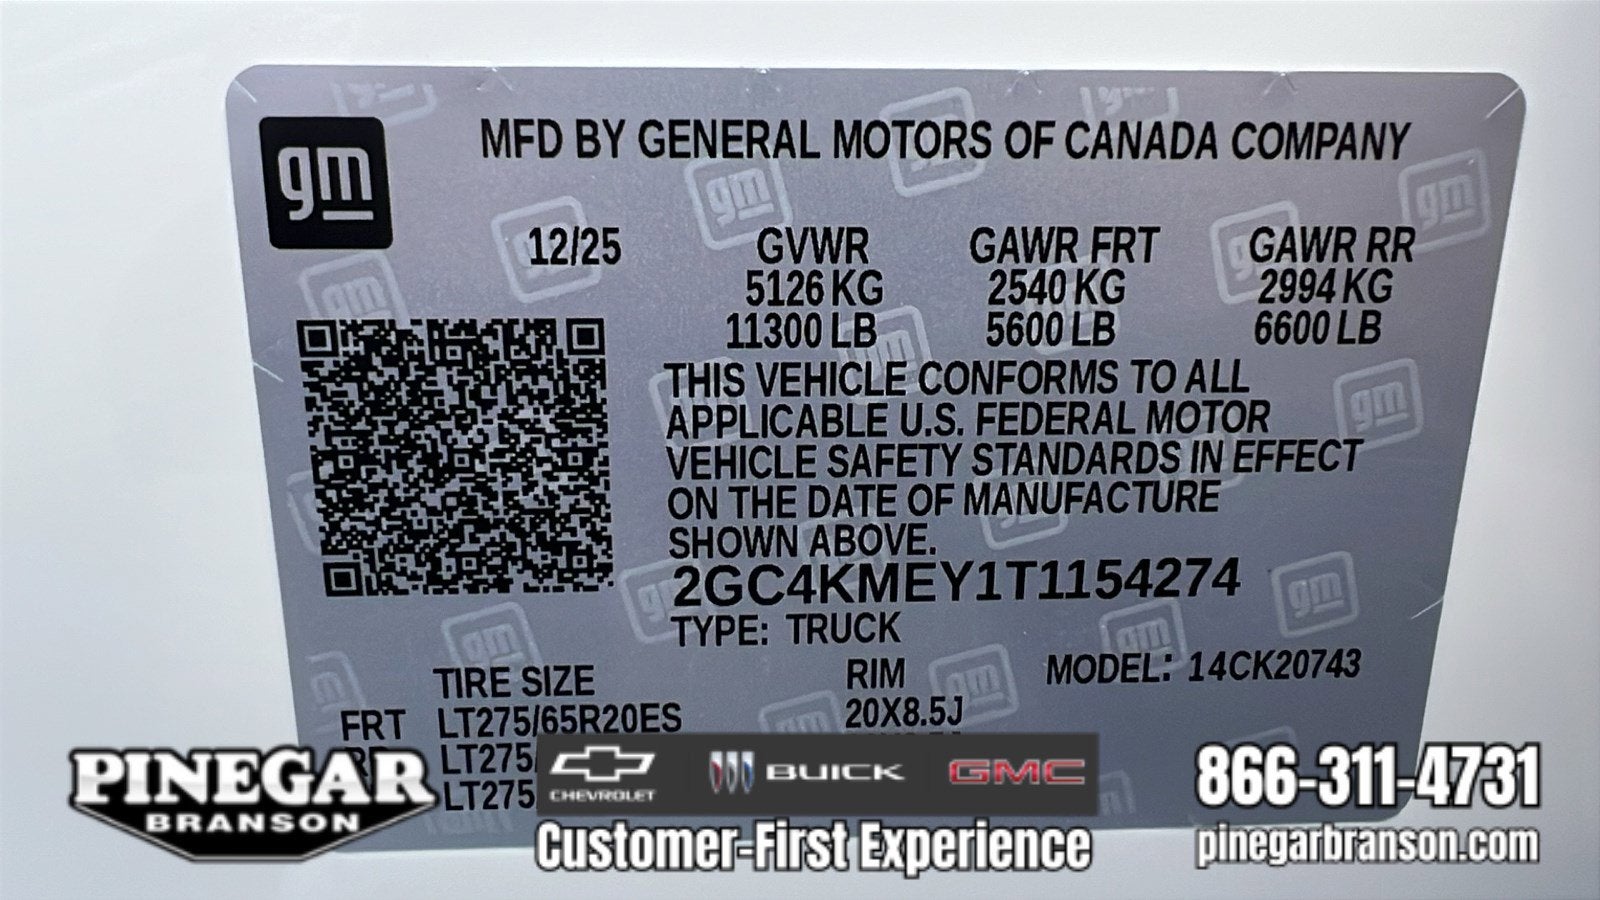 gm
MFD BY GENERAL MOTORS OF CANADA COMPANY
12/25 GVWR GAWR FRT GAWR RR
5126 KG 2540 KG 2994 KG
11300 LB 5600 LB 6600 LB
THIS VEHICLE CONFORMS TO ALL
APPLICABLE U.S. FEDERAL MOTOR
VEHICLE SAFETY STANDARDS IN EFFECT
ON THE DATE OF MANUFACTURE
SHOWN ABOVE.
2GC4KMEY1T1154274
TYPE: TRUCK
TIRE SIZE RIM MODEL: 14CK20743
FRT LT275/65R20ES 20X8.5J
LT275
LT275
PINEGAR
BRANSON
CHEVROLET
BUICK
GMC
Customer-First Experience
866-311-4731
pinegarbranson.com